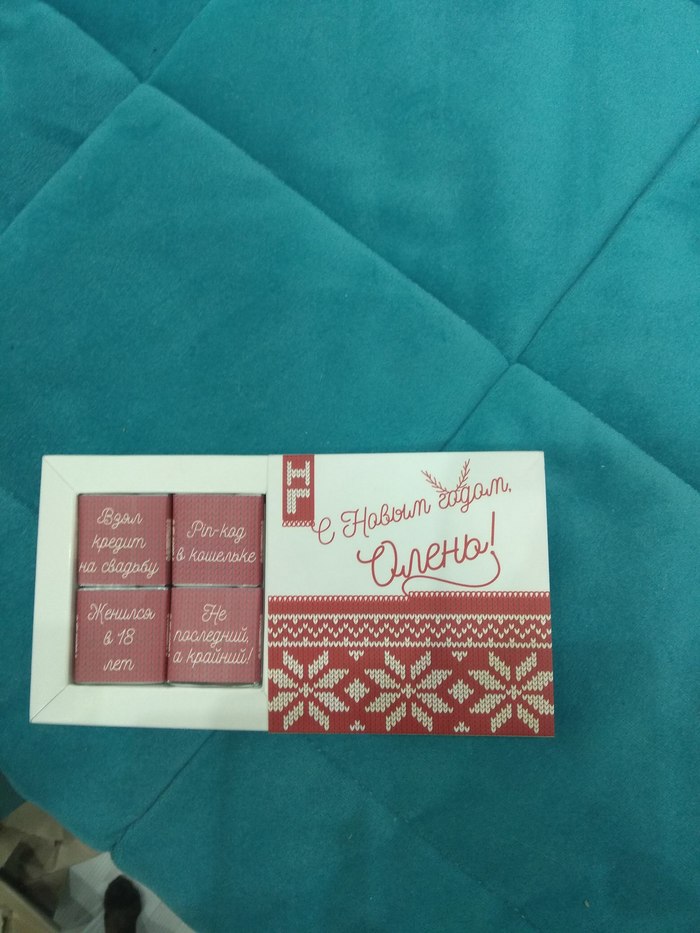 Взял
кредит
на свадьбу
Pin-код
в кошельке
Женился
в 18
лет
Не
последний,
а крайний!
НГ
С Новым годом,
Олень!